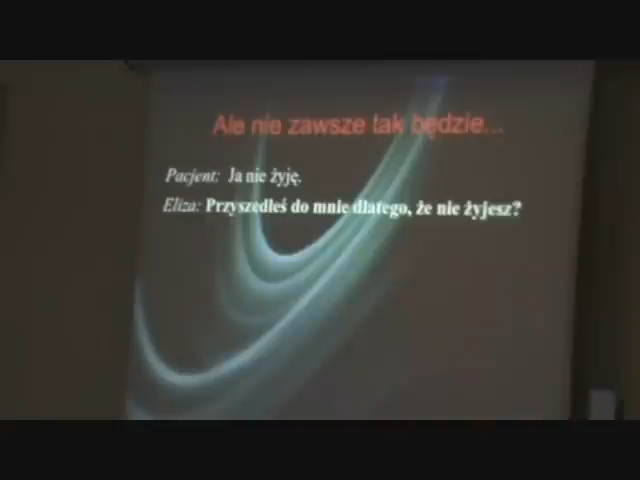 Ale nie zawsze tak będzie...
Pacjent: Ja nie żyję.
Eliza: Przyszedłeś do mnie dlatego, że nie żyjesz?